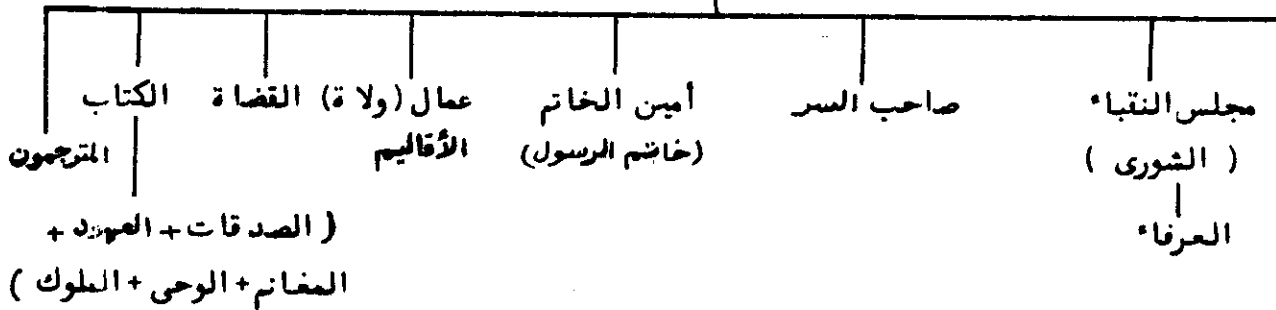 مجلس النقباء
( الشورى )
العرفاء
صاحب السر
أمين الخاتم
(خاتم الرسول)
عمال (ولاة)
الأقاليم
القضاة
الكتاب
( الصدقات + العهود +
المغانم + الوحى + الملوك )
المترجمون